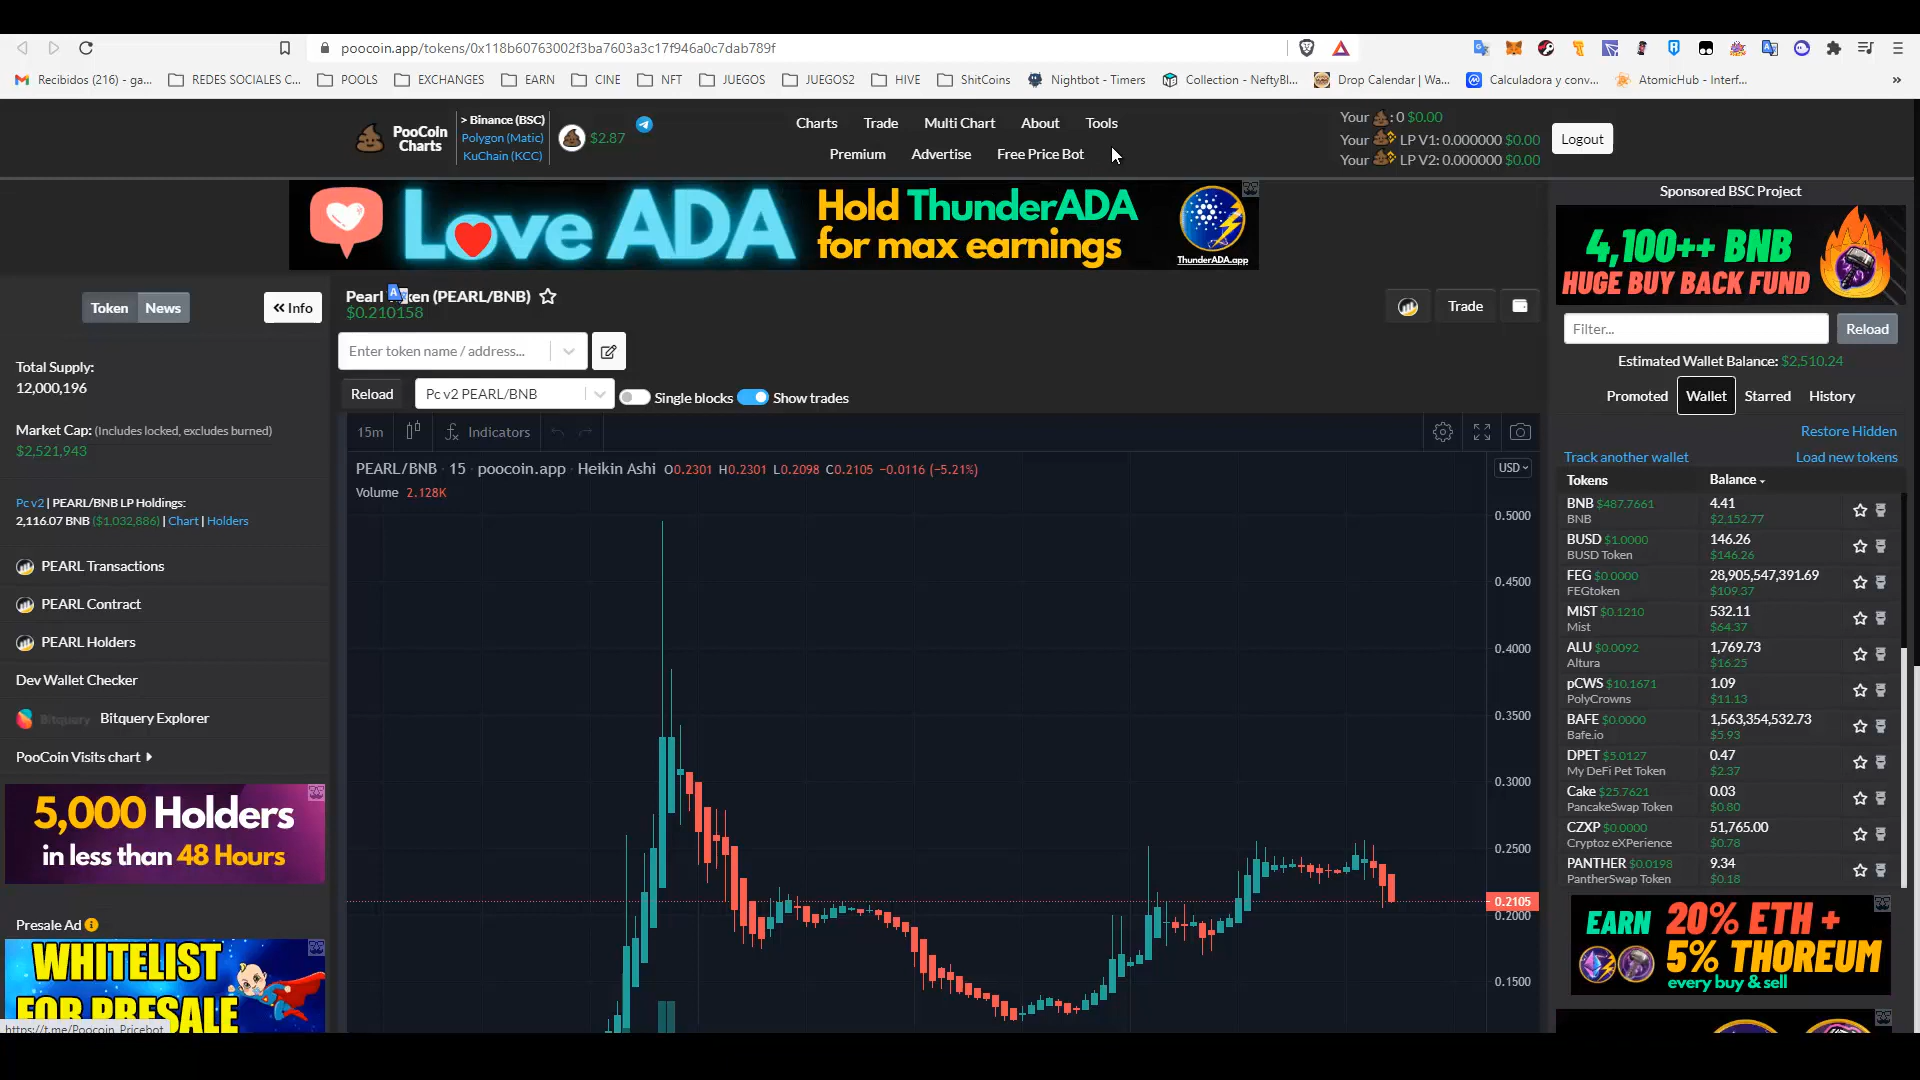 poocoin.app/tokens/0x118b60763002f3ba7603a3c17f946a0c7dab789f
Recibidos (216) - ga...
REDES SOCIALES C...
POOLS
EXCHANGES
EARN
CINE
NFT
JUEGOS
JUEGOS2
HIVE
ShitCoins
Nightbot - Timers
Collection - NeftyBl...
Drop Calendar | Wa...
Calculadora y conv...
AtomicHub - Interf...
»
PooCoin
Charts
> Binance (BSC)
Polygon (Matic)
KuChain (KCC)
$2.87
Charts
Trade
Multi Chart
About
Tools
Premium
Advertise
Free Price Bot
Your : 0 $0.00
Your LP V1: 0.000000 $0.00
Your LP V2: 0.000000 $0.00
Logout
Love ADA
Hold ThunderADA
for max earnings
ThunderADA.app
Sponsored BSC Project
4,100++ BNB
HUGE BUY BACK FUND
Token
News
« Info
Total Supply:
12,000,196
Market Cap: (Includes locked, excludes burned)
$2,521,943
Pc v2 | PEARL/BNB LP Holdings:
2,116.07 BNB ($1,032,886) | Chart | Holders
PEARL Transactions
PEARL Contract
PEARL Holders
Dev Wallet Checker
Bitquery
Bitquery Explorer
PooCoin Visits chart
5,000 Holders
in less than 48 Hours
Presale Ad
WHITELIST
FOR PRESALE
https://t.me/Poocoin_Pricebot
Pearl ken (PEARL/BNB)
$0.210158
Trade
Enter token name / address...
Reload
Pc v2 PEARL/BNB
Single blocks
Show trades
15m
Indicators
PEARL/BNB · 15 · poocoin.app · Heikin Ashi O0.2301 H0.2301 L0.2098 C0.2105 −0.0116 (−5.21%)
Volume 2.128K
USD
0.5000
0.4500
0.4000
0.3500
0.3000
0.2500
0.2105
0.2000
0.1500
Filter...
Reload
Estimated Wallet Balance: $2,510.24
Promoted
Wallet
Starred
History
Restore Hidden
Track another wallet
Load new tokens
Tokens
Balance
BNB $487.7661 4.41
BNB $2,152.77
BUSD $1.0000 146.26
BUSD Token $146.26
FEG $0.0000 28,905,547,391.69
FEGtoken $109.37
MIST $0.1210 532.11
Mist $64.37
ALU $0.0092 1,769.73
Altura $16.25
pCWS $10.1671 1.09
PolyCrowns $11.13
BAFE $0.0000 1,563,354,532.73
Bafe.io $5.93
DPET $5.0127 0.47
My DeFi Pet Token $2.37
Cake $25.7621 0.03
PancakeSwap Token $0.80
CZXP $0.0000 51,765.00
Cryptoz eXPerience $0.78
PANTHER $0.0198 9.34
PantherSwap Token $0.18
EARN 20% ETH +
5% THOREUM
every buy & sell